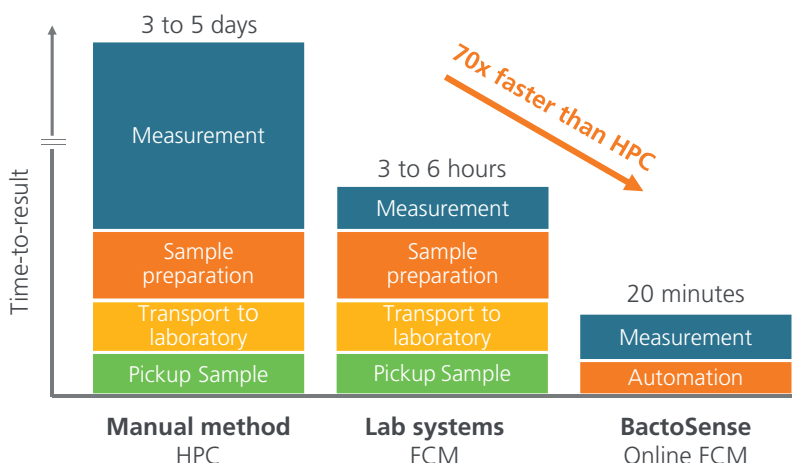 3 to 5 days
70x faster than HPC
Measurement
3 to 6 hours
Measurement
Time-to-result
Sample
preparation
Sample
preparation
20 minutes
Transport to
laboratory
Transport to
laboratory
Measurement
Pickup Sample
Pickup Sample
Automation
Manual method
HPC
Lab systems
FCM
BactoSense
Online FCM